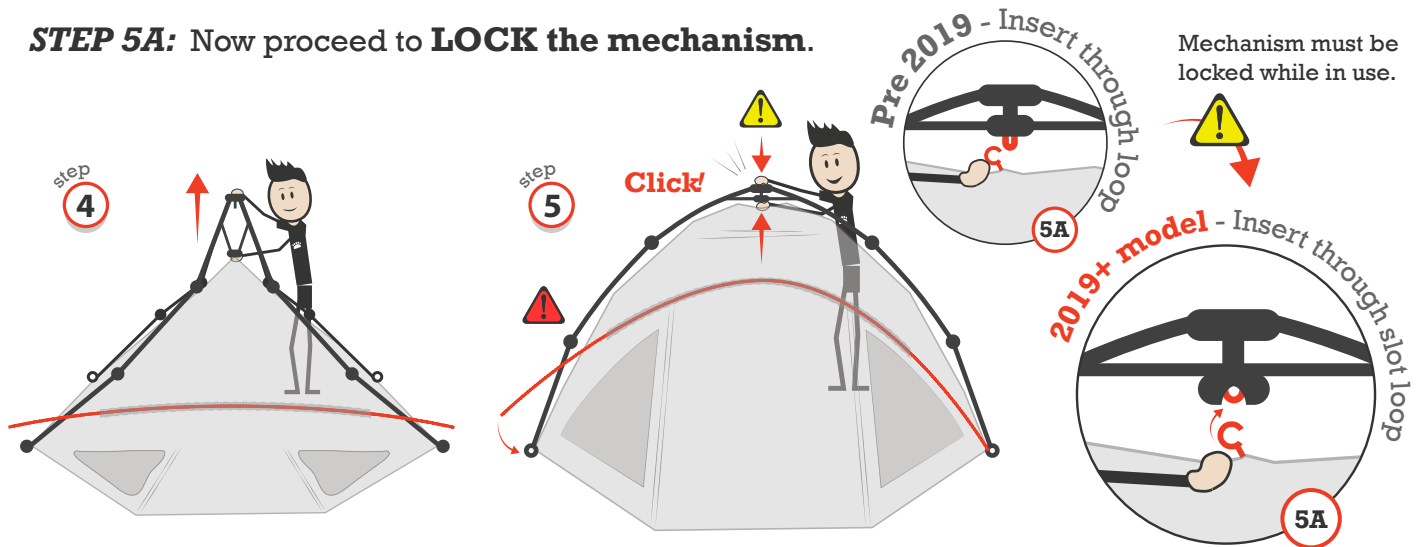 STEP 5A: Now proceed to LOCK the mechanism.
Pre 2019 - Insert through loop
Mechanism must be
locked while in use.
step
4
step
5
Click!
5A
2019+ model - Insert through slot loop
5A